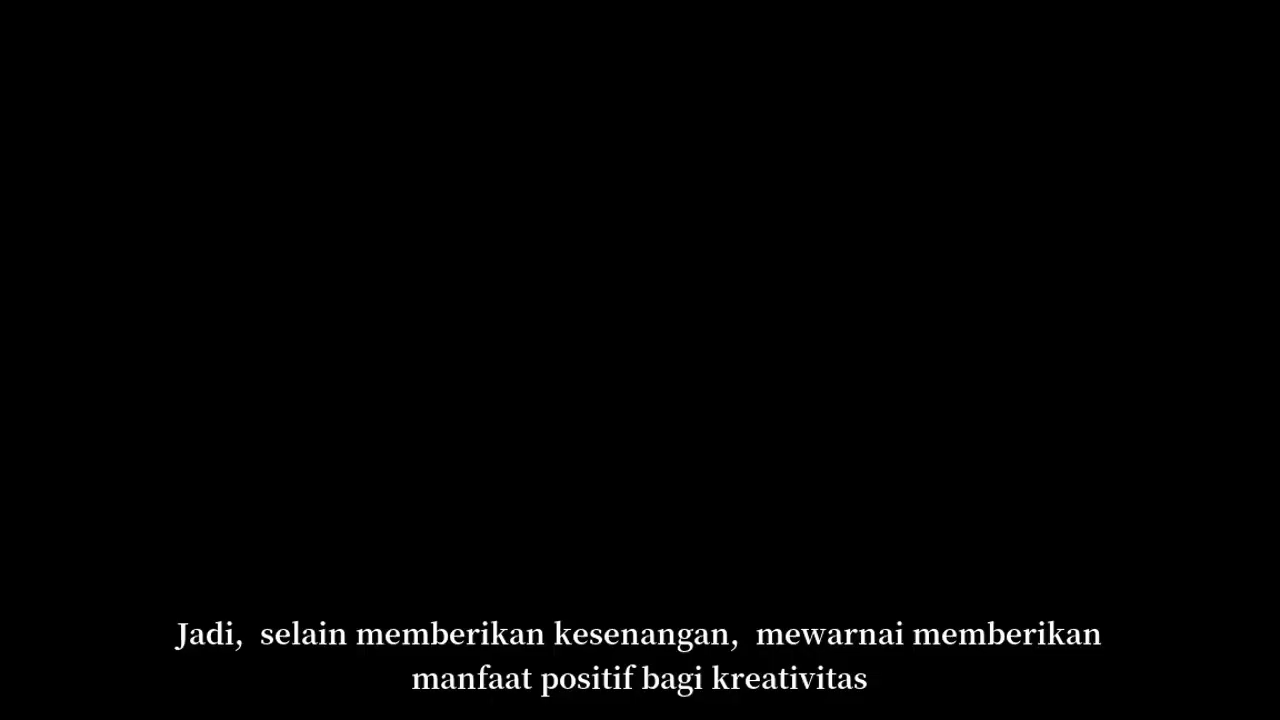 Jadi, selain memberikan kesenangan, mewarnai memberikan
manfaat positif bagi kreativitas